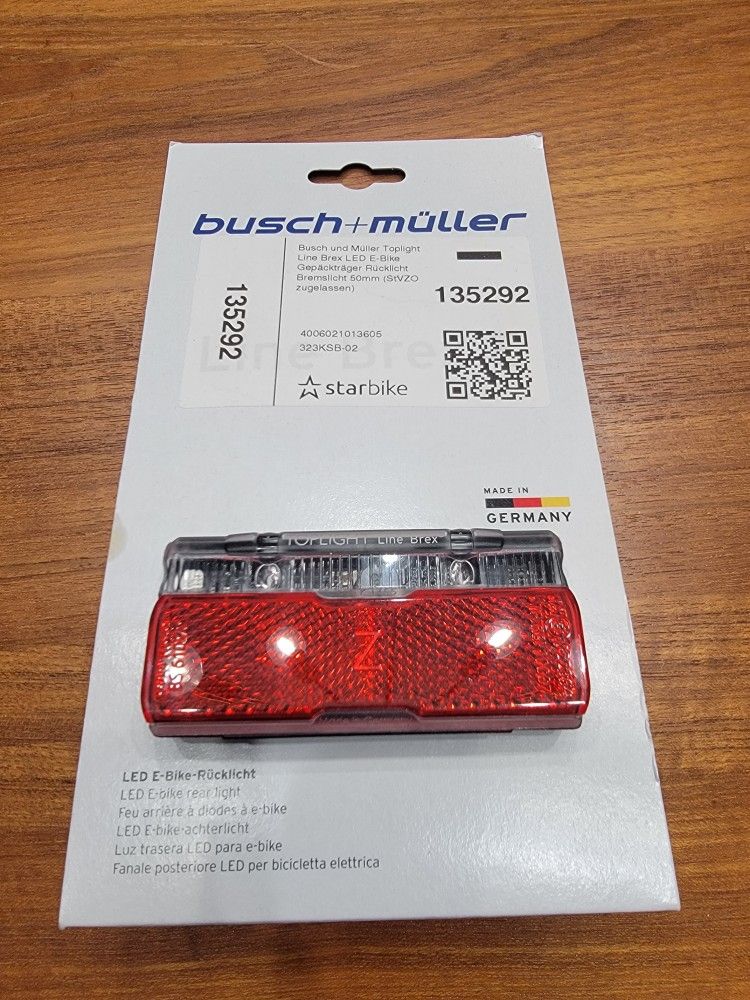 busch+müller
Busch und Müller Toplight
Line Brex LED E-Bike
Gepäckträger Rücklicht
Bremslicht 50mm (StVZO
zugelassen)
135292
135292
4006021013605
323KSB-02
Line Bre
starbike
MADE IN
GERMANY
TOPLIGHT Line Brex
LED E-Bike-Rücklicht
LED E-bike rear light
Feu arrière à diodes à e-bike
LED E-bike-achterlicht
Luz trasera LED para e-bike
Fanale posteriore LED per bicicletta elettrica